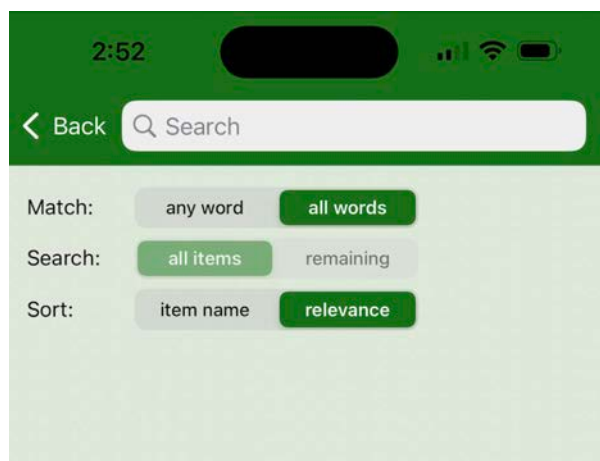 2:52
Back Search
Match: any word all words
Search: all items remaining
Sort: item name relevance